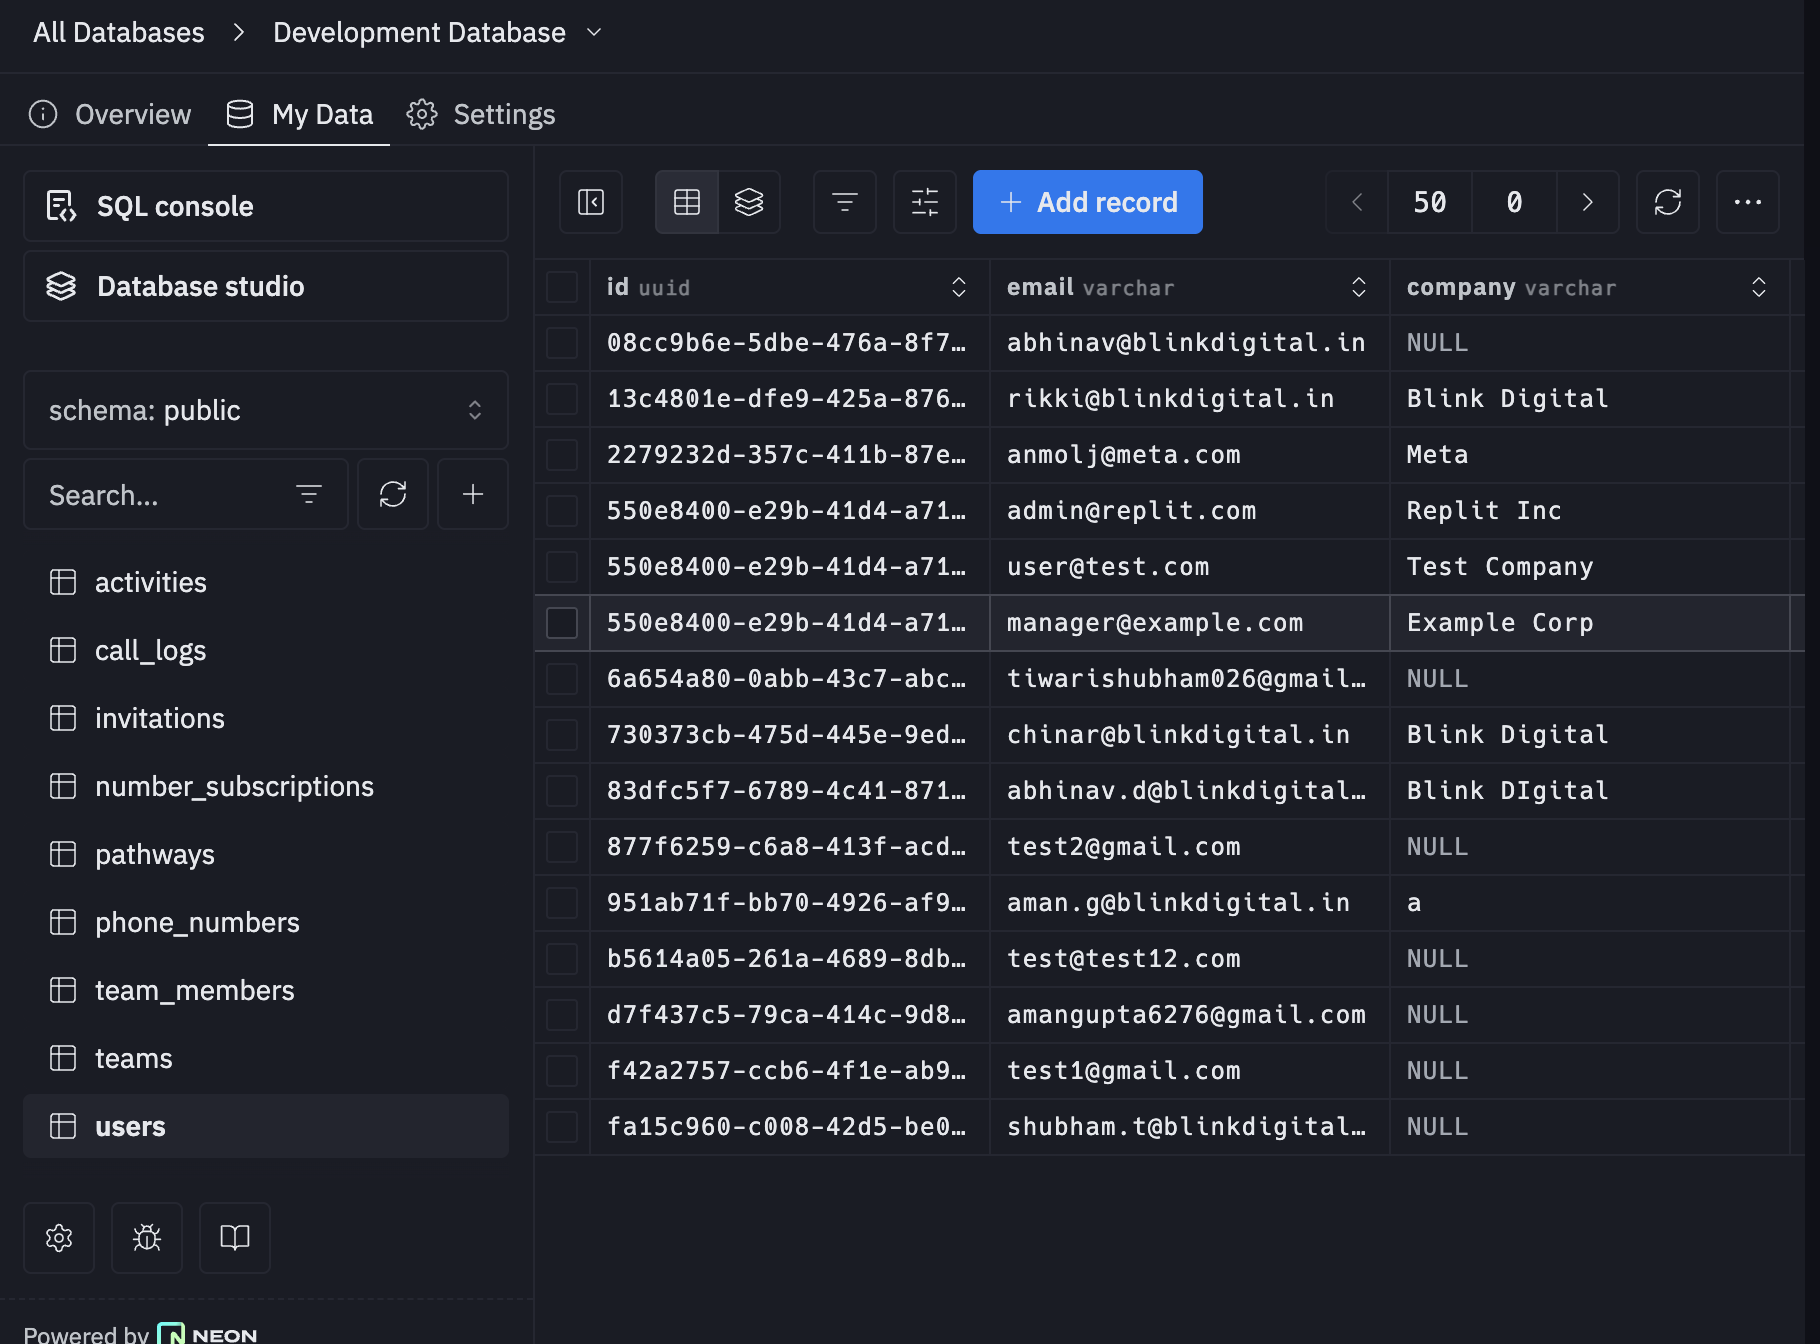 All Databases > Development Database
Overview My Data Settings
SQL console
Database studio
schema: public
Search...
activities
call_logs
invitations
number_subscriptions
pathways
phone_numbers
team_members
teams
users
Powered by NEON
Add record 50 0
id uuid email varchar company varchar
08cc9b6e-5dbe-476a-8f7… abhinav@blinkdigital.in NULL
13c4801e-dfe9-425a-876… rikki@blinkdigital.in Blink Digital
2279232d-357c-411b-87e… anmolj@meta.com Meta
550e8400-e29b-41d4-a71… admin@replit.com Replit Inc
550e8400-e29b-41d4-a71… user@test.com Test Company
550e8400-e29b-41d4-a71… manager@example.com Example Corp
6a654a80-0abb-43c7-abc… tiwarishubham026@gmail… NULL
730373cb-475d-445e-9ed… chinar@blinkdigital.in Blink Digital
83dfc5f7-6789-4c41-871… abhinav.d@blinkdigital… Blink DIgital
877f6259-c6a8-413f-acd… test2@gmail.com NULL
951ab71f-bb70-4926-af9… aman.g@blinkdigital.in a
b5614a05-261a-4689-8db… test@test12.com NULL
d7f437c5-79ca-414c-9d8… amangupta6276@gmail.com NULL
f42a2757-ccb6-4f1e-ab9… test1@gmail.com NULL
fa15c960-c008-42d5-be0… shubham.t@blinkdigital… NULL